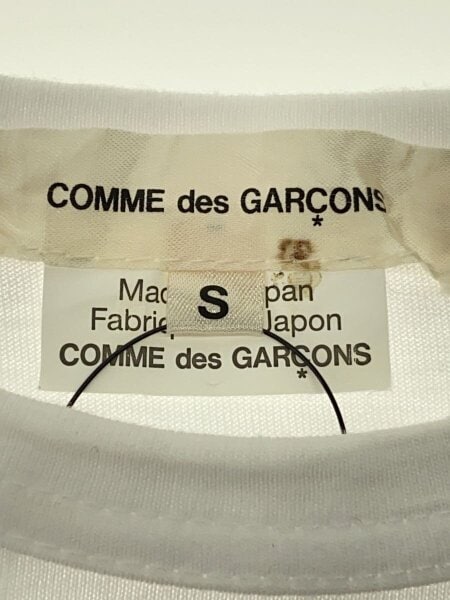 COMME des GARÇONS
*
S
Mad pan
Fabriq Japon
COMME des GARÇONS
*